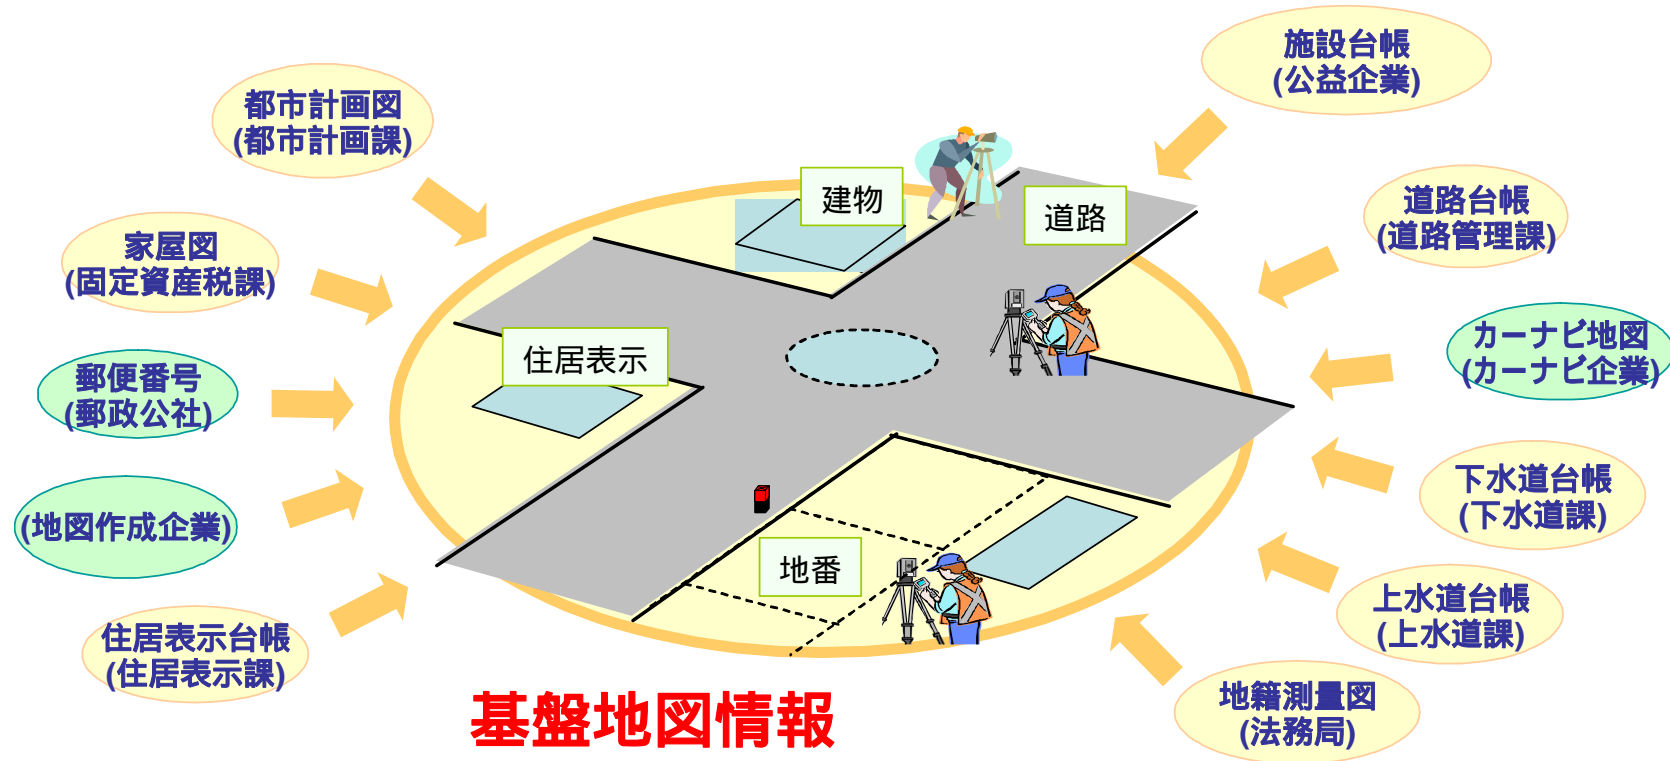 施設台帳
(公益企業)
都市計画図
(都市計画課)
建物
道路
道路台帳
(道路管理課)
家屋図
(固定資産税課)
カーナビ地図
(カーナビ企業)
住居表示
郵便番号
(郵政公社)
下水道台帳
(下水道課)
(地図作成企業)
地番
上水道台帳
(上水道課)
住居表示台帳
(住居表示課)
地籍測量図
(法務局)
基盤地図情報